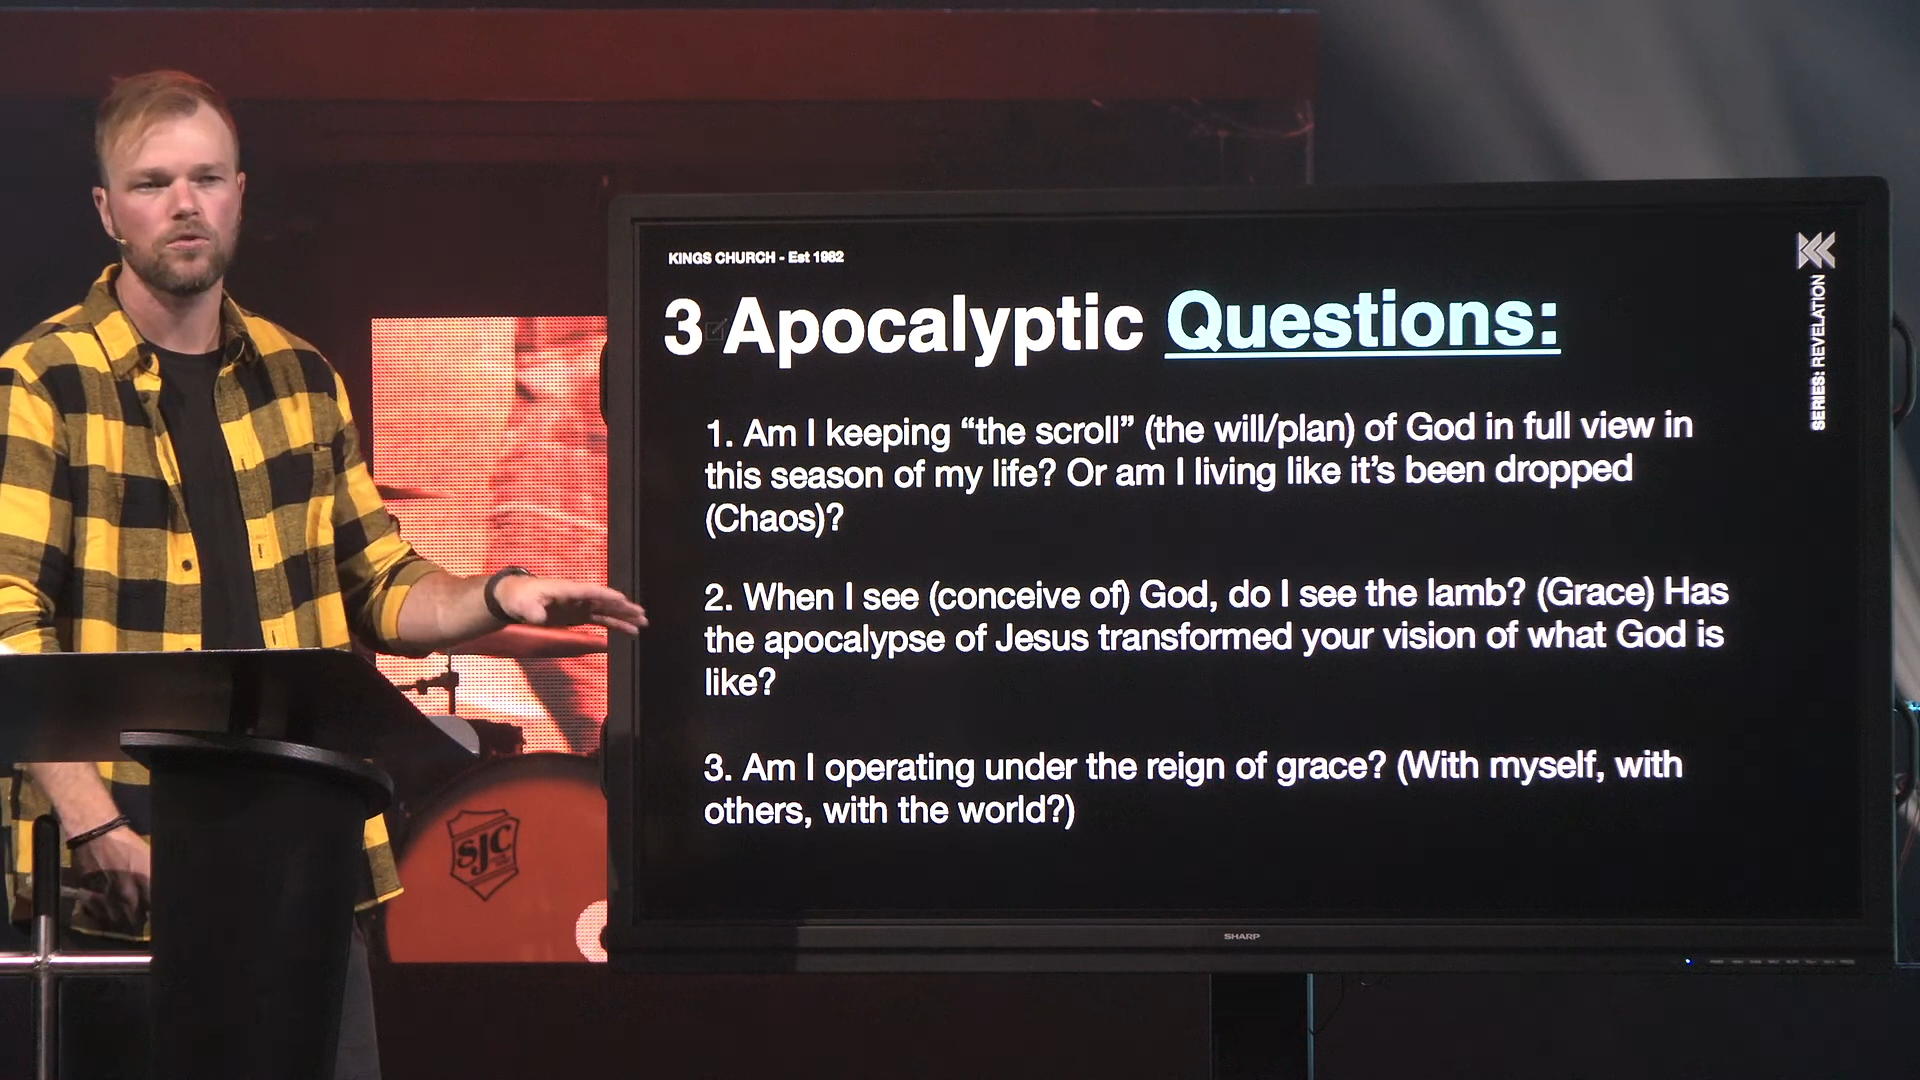 KINGS CHURCH - Est 1982
3 Apocalyptic Questions:
1. Am I keeping “the scroll” (the will/plan) of God in full view in
this season of my life? Or am I living like it’s been dropped
(Chaos)?
2. When I see (conceive of) God, do I see the lamb? (Grace) Has
the apocalypse of Jesus transformed your vision of what God is
like?
3. Am I operating under the reign of grace? (With myself, with
others, with the world?)
SERIES: REVELATION
SJC
SHARP